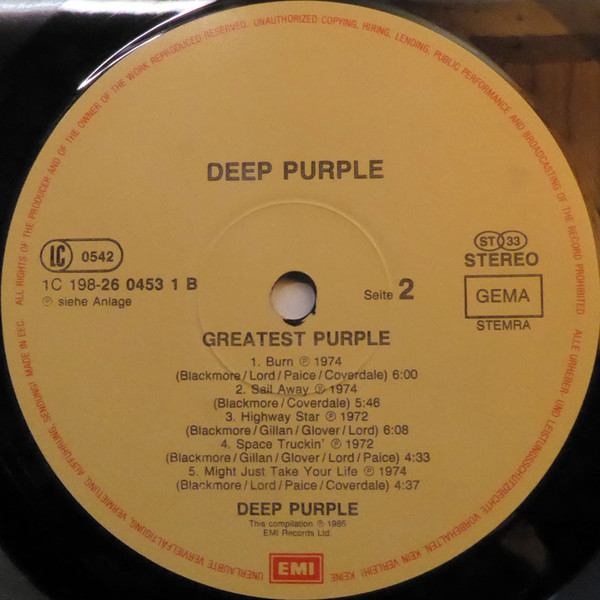 ALL RIGHTS OF THE PRODUCER AND OF THE OWNER OF THE WORK REPRODUCED RESERVED. UNAUTHORIZED COPYING, HIRING, LENDING, PUBLIC PERFORMANCE AND BROADCASTING OF THE RECORD PROHIBITED. ALLE URHEBER- UND LEISTUNGSSCHUTZRECHTE VORBEHALTEN. KEIN VERLEIH! KEINE UNERLAUBTE VERVIELFÄLTIGUNG, VERMIETUNG, AUFFÜHRUNG, SENDUNG! MADE IN EEC.
DEEP PURPLE
LC 0542
ST 33
STEREO
1C 198-26 0453 1 B
℗ siehe Anlage
Seite 2
GEMA
STEMRA
GREATEST PURPLE
1. Burn ℗ 1974
(Blackmore/Lord/Paice/Coverdale) 6:00
2. Sail Away ℗ 1974
(Blackmore/Coverdale) 5:46
3. Highway Star ℗ 1972
(Blackmore/Gillan/Glover/Lord) 6:08
4. Space Truckin' ℗ 1972
(Blackmore/Gillan/Glover/Lord/Paice) 4:33
5. Might Just Take Your Life ℗ 1974
(Blackmore/Lord/Paice/Coverdale) 4:37
DEEP PURPLE
This compilation ℗ 1985
EMI Records Ltd.
EMI